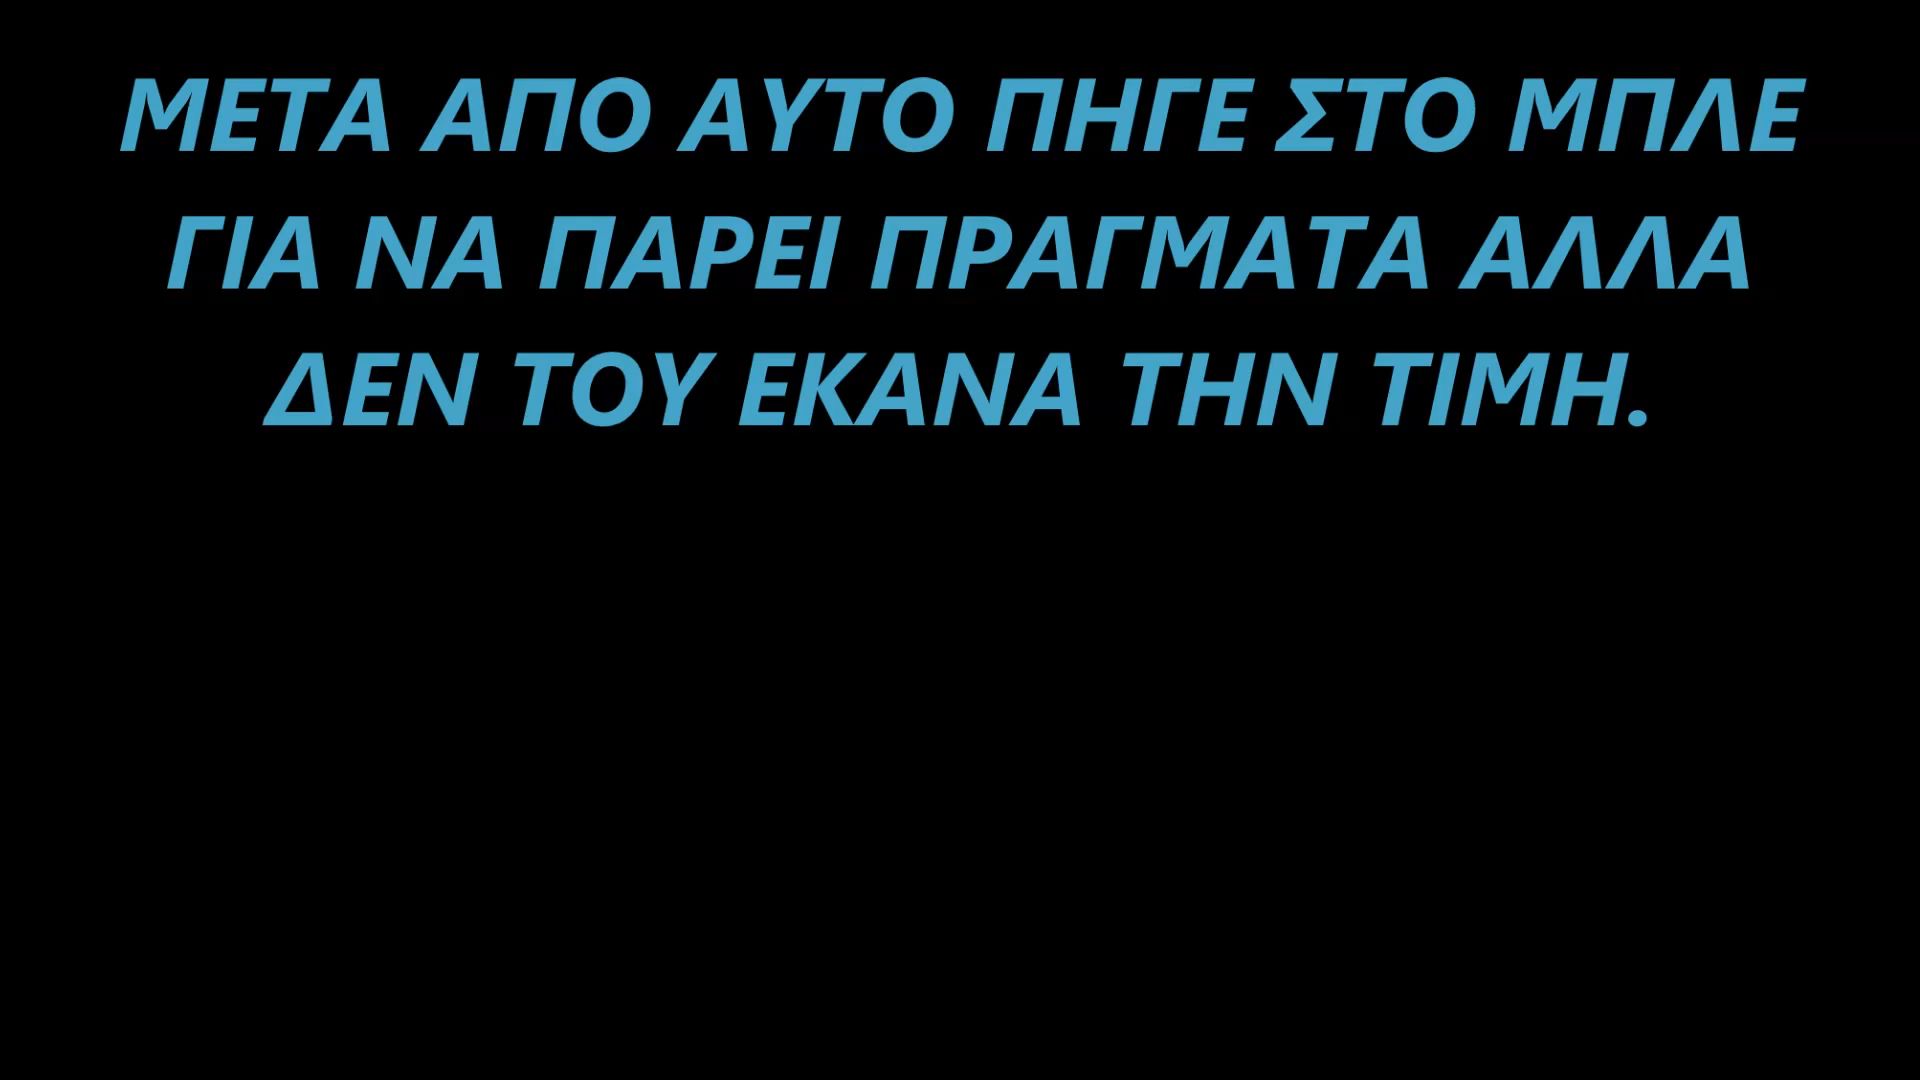 ΜΕΤΑ ΑΠΟ ΑΥΤΟ ΠΗΓΕ ΣΤΟ ΜΠΛΕ
ΓΙΑ ΝΑ ΠΑΡΕΙ ΠΡΑΓΜΑΤΑ ΑΛΛΑ
ΔΕΝ ΤΟΥ ΕΚΑΝΑ ΤΗΝ ΤΙΜΗ.